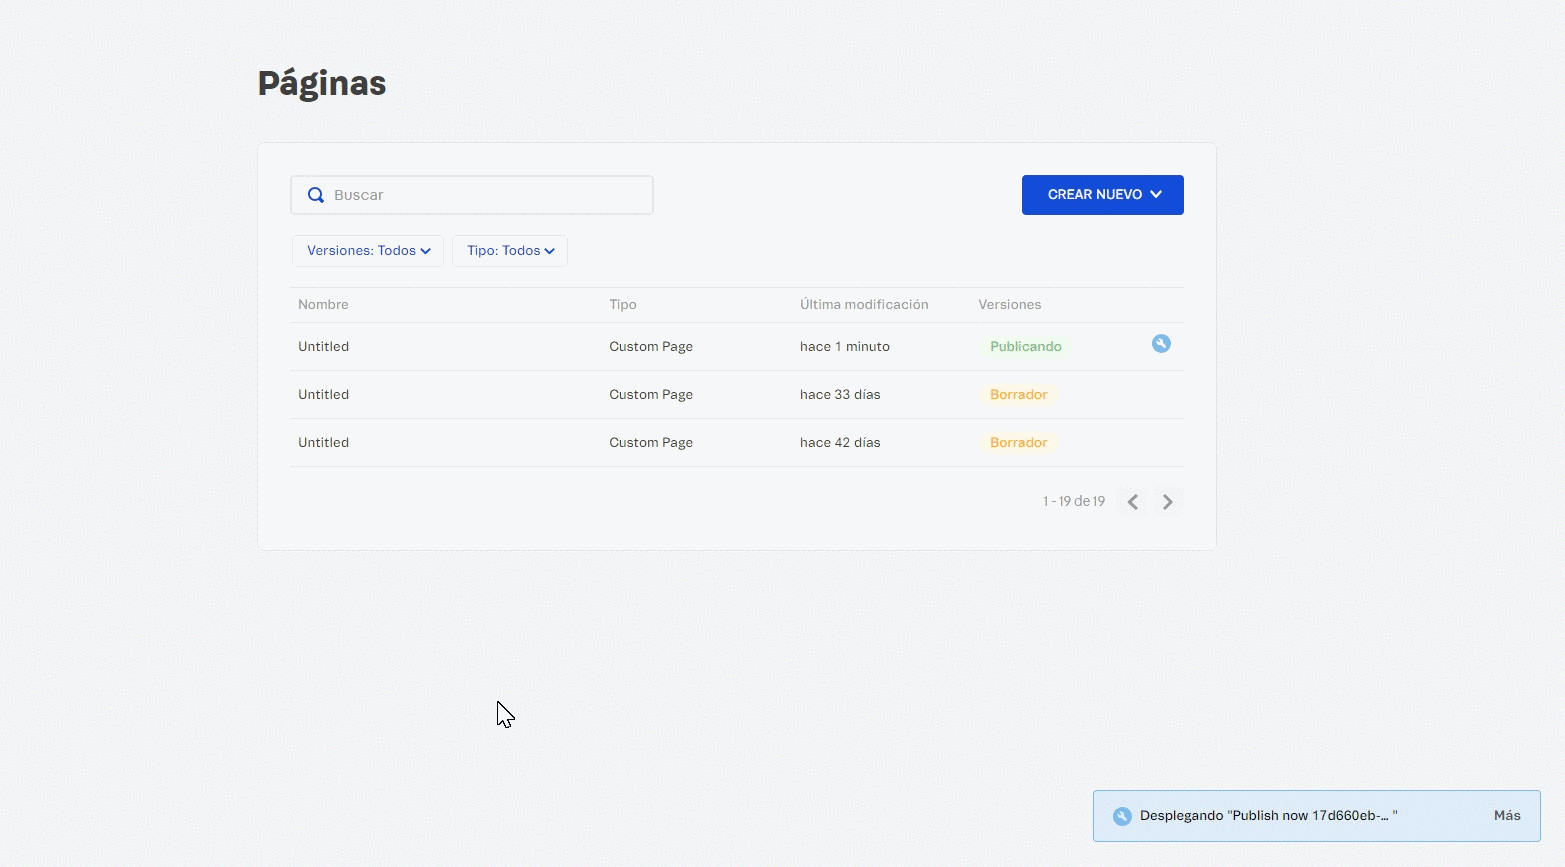 Páginas
Buscar
CREAR NUEVO
Versiones: Todos
Tipo: Todos
Nombre Tipo Última modificación Versiones
Untitled Custom Page hace 1 minuto Publicando
Untitled Custom Page hace 33 días Borrador
Untitled Custom Page hace 42 días Borrador
1 - 19 de 19
Desplegando "Publish now 17d660eb-... " Más